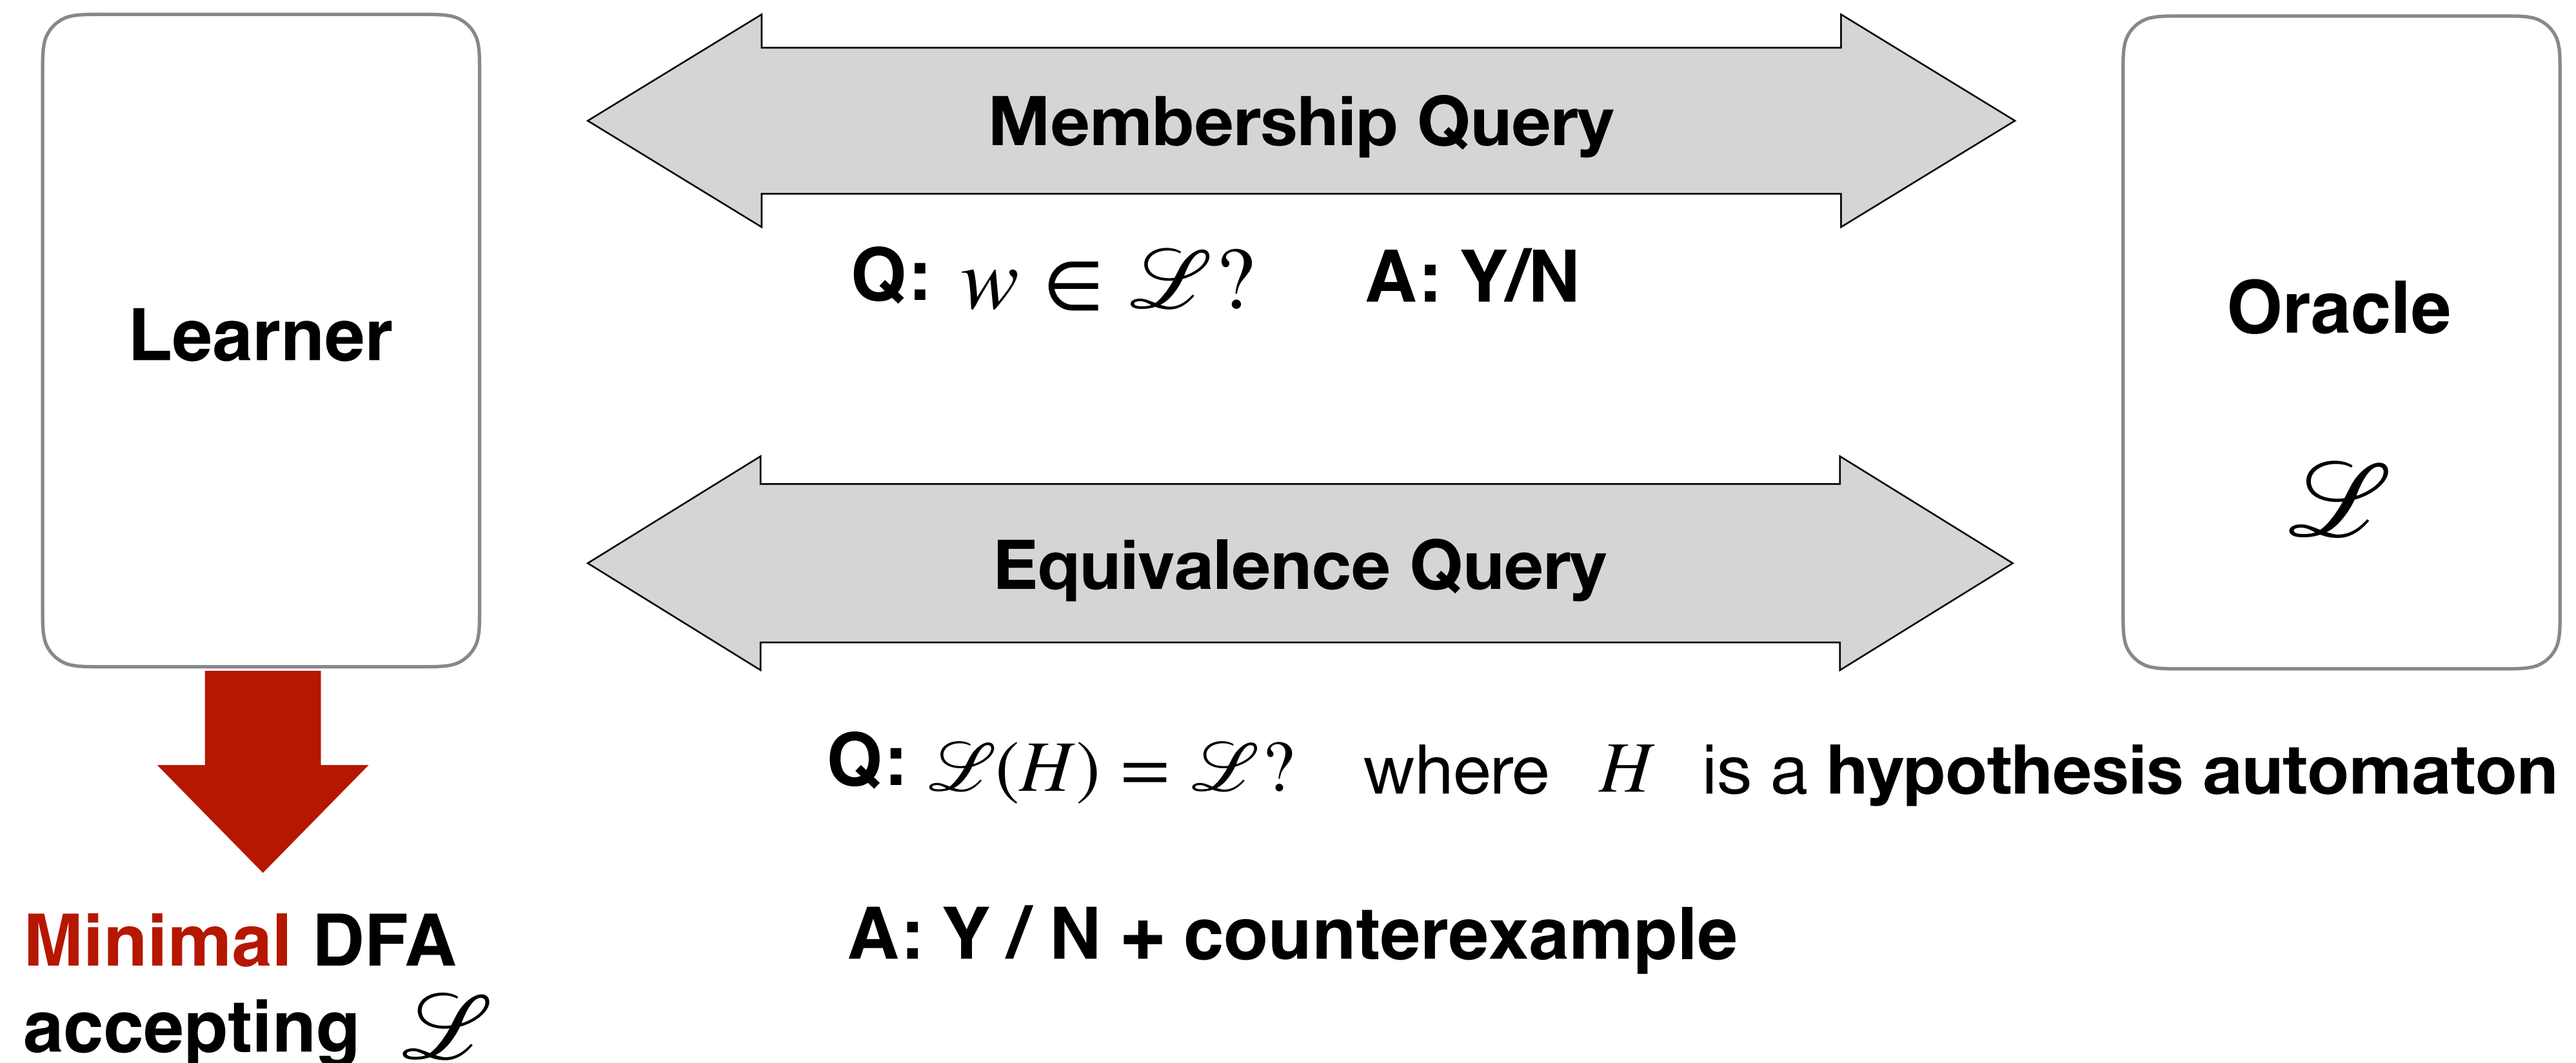 Membership Query
Q: w ∈ ℒ? A: Y/N
Learner
Oracle
ℒ
Equivalence Query
Q: ℒ(H) = ℒ? where H is a hypothesis automaton
A: Y / N + counterexample
Minimal DFA
accepting ℒ